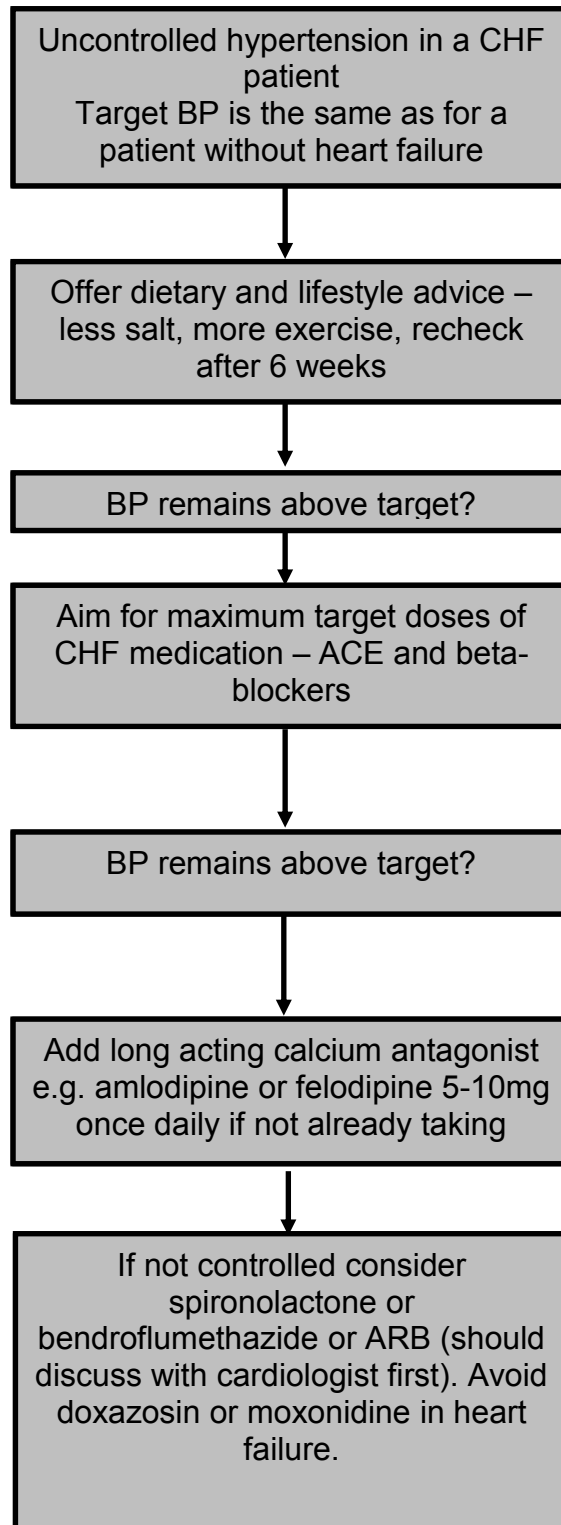 Uncontrolled hypertension in a CHF
patient
Target BP is the same as for a
patient without heart failure
Offer dietary and lifestyle advice –
less salt, more exercise, recheck
after 6 weeks
BP remains above target?
Aim for maximum target doses of
CHF medication – ACE and beta-
blockers
BP remains above target?
Add long acting calcium antagonist
e.g. amlodipine or felodipine 5-10mg
once daily if not already taking
If not controlled consider
spironolactone or
bendroflumethazide or ARB (should
discuss with cardiologist first). Avoid
doxazosin or moxonidine in heart
failure.